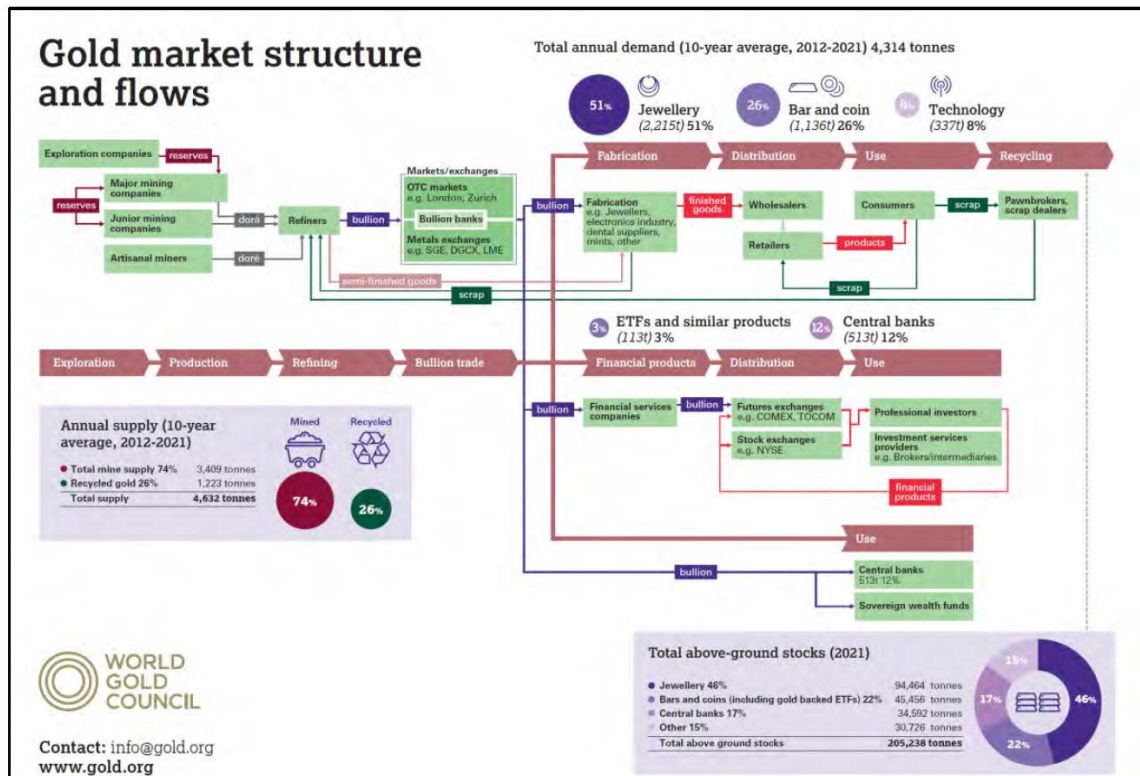 Gold market structure
and flows
Total annual demand (10-year average, 2012-2021) 4,314 tonnes
51%
Jewellery
(2,215t) 51%
26%
Bar and coin
(1,136t) 26%
8%
Technology
(337t) 8%
Fabrication
Distribution
Use
Recycling
Exploration companies
reserves
Major mining
companies
reserves
Junior mining
companies
doré
Artisanal miners
doré
Refiners
bullion
Markets/exchanges
OTC markets
e.g. London, Zurich
Bullion banks
Metals exchanges
e.g. SGE, DGCX, LME
semi-finished goods
scrap
bullion
Fabrication
e.g. Jewellers,
electronics industry,
dental suppliers,
mints, other
finished
goods
Wholesalers
Retailers
products
Consumers
scrap
scrap
Pawnbrokers,
scrap dealers
3%
ETFs and similar products
(113t) 3%
12%
Central banks
(513t) 12%
Exploration
Production
Refining
Bullion trade
Financial products
Distribution
Use
bullion
Financial services
companies
bullion
Futures exchanges
e.g. COMEX, TOCOM
Stock exchanges
e.g. NYSE
Professional investors
Investment services
providers
e.g. Brokers/intermediaries
financial
products
Annual supply (10-year
average, 2012-2021)
Mined
Recycled
Total mine supply 74% 3,409 tonnes
Recycled gold 26% 1,223 tonnes
Total supply 4,632 tonnes
74%
26%
Use
bullion
Central banks
513t 12%
Sovereign wealth funds
Total above-ground stocks (2021)
Jewellery 46% 94,464 tonnes
Bars and coins (including gold backed ETFs) 22% 45,456 tonnes
Central banks 17% 34,592 tonnes
Other 15% 30,726 tonnes
Total above ground stocks 205,238 tonnes
15%
17%
46%
22%
WORLD
GOLD
COUNCIL
Contact: info@gold.org
www.gold.org